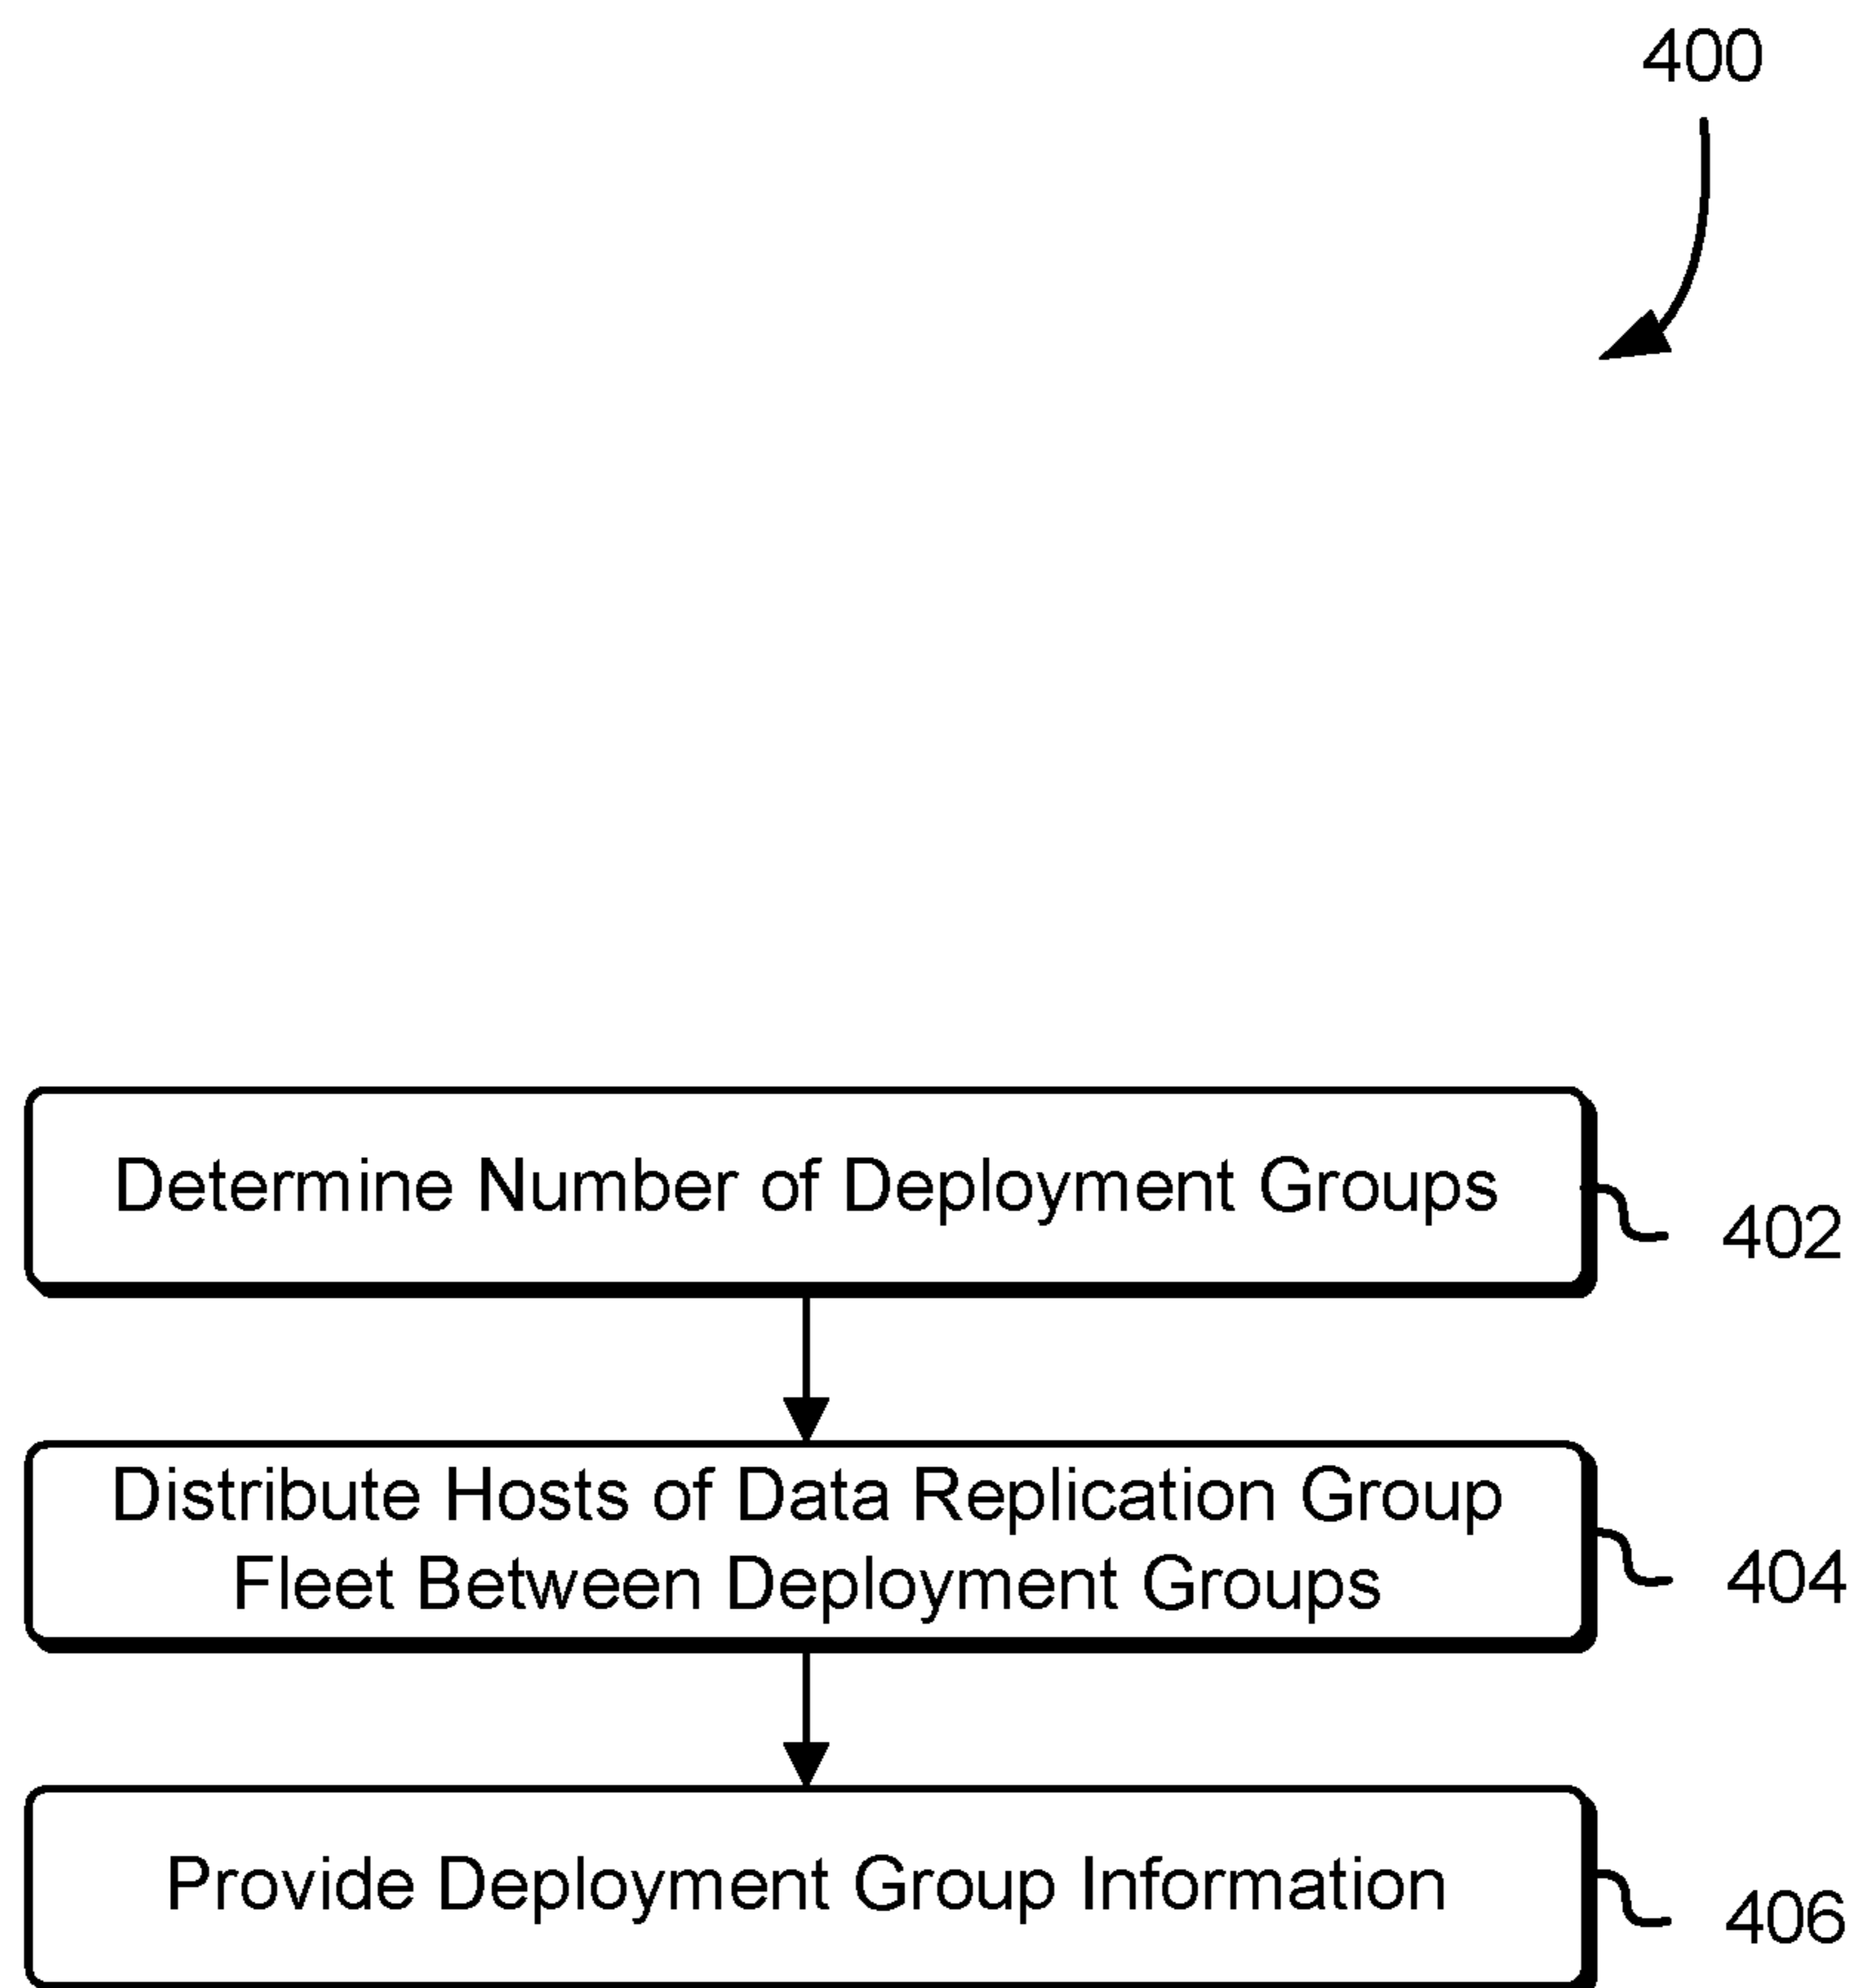 400
Determine Number of Deployment Groups
402
Distribute Hosts of Data Replication Group
Fleet Between Deployment Groups
404
Provide Deployment Group Information
406